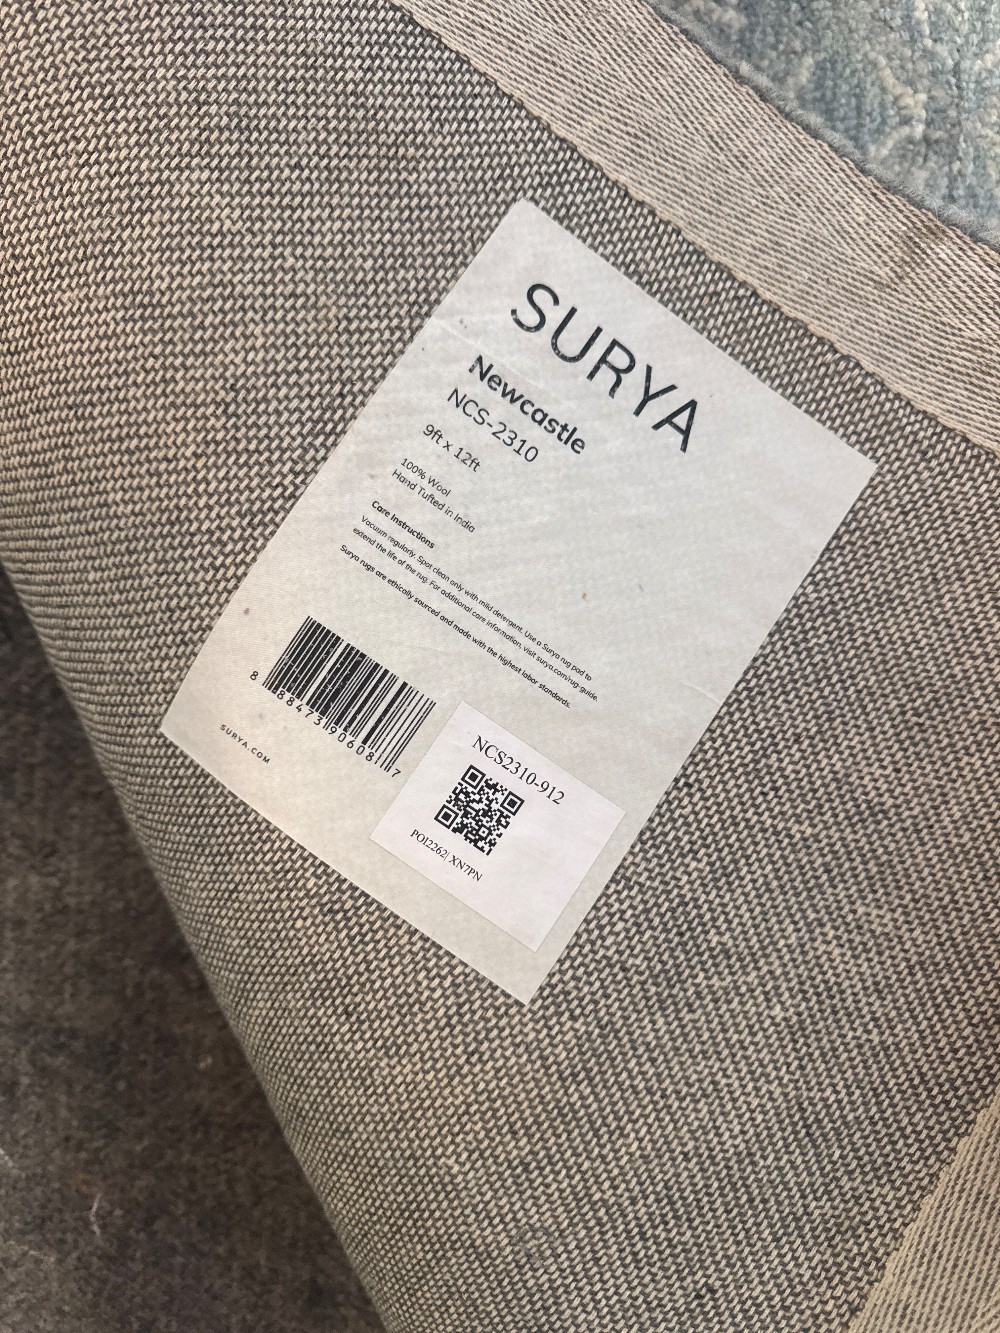 SURYA
Newcastle
NCS-2310
9ft x 12ft
100% Wool
Hand Tufted in India
Care Instructions
Vacuum regularly. Spot clean only with mild detergent. Use a Surya rug pad to
extend the life of the rug. For additional care information, visit surya.com/rug-guide.
Surya rugs are ethically sourced and made with the highest labor standards.
8 88473 90608 7
SURYA.COM
NCS2310-912
POI2262| XN7PN